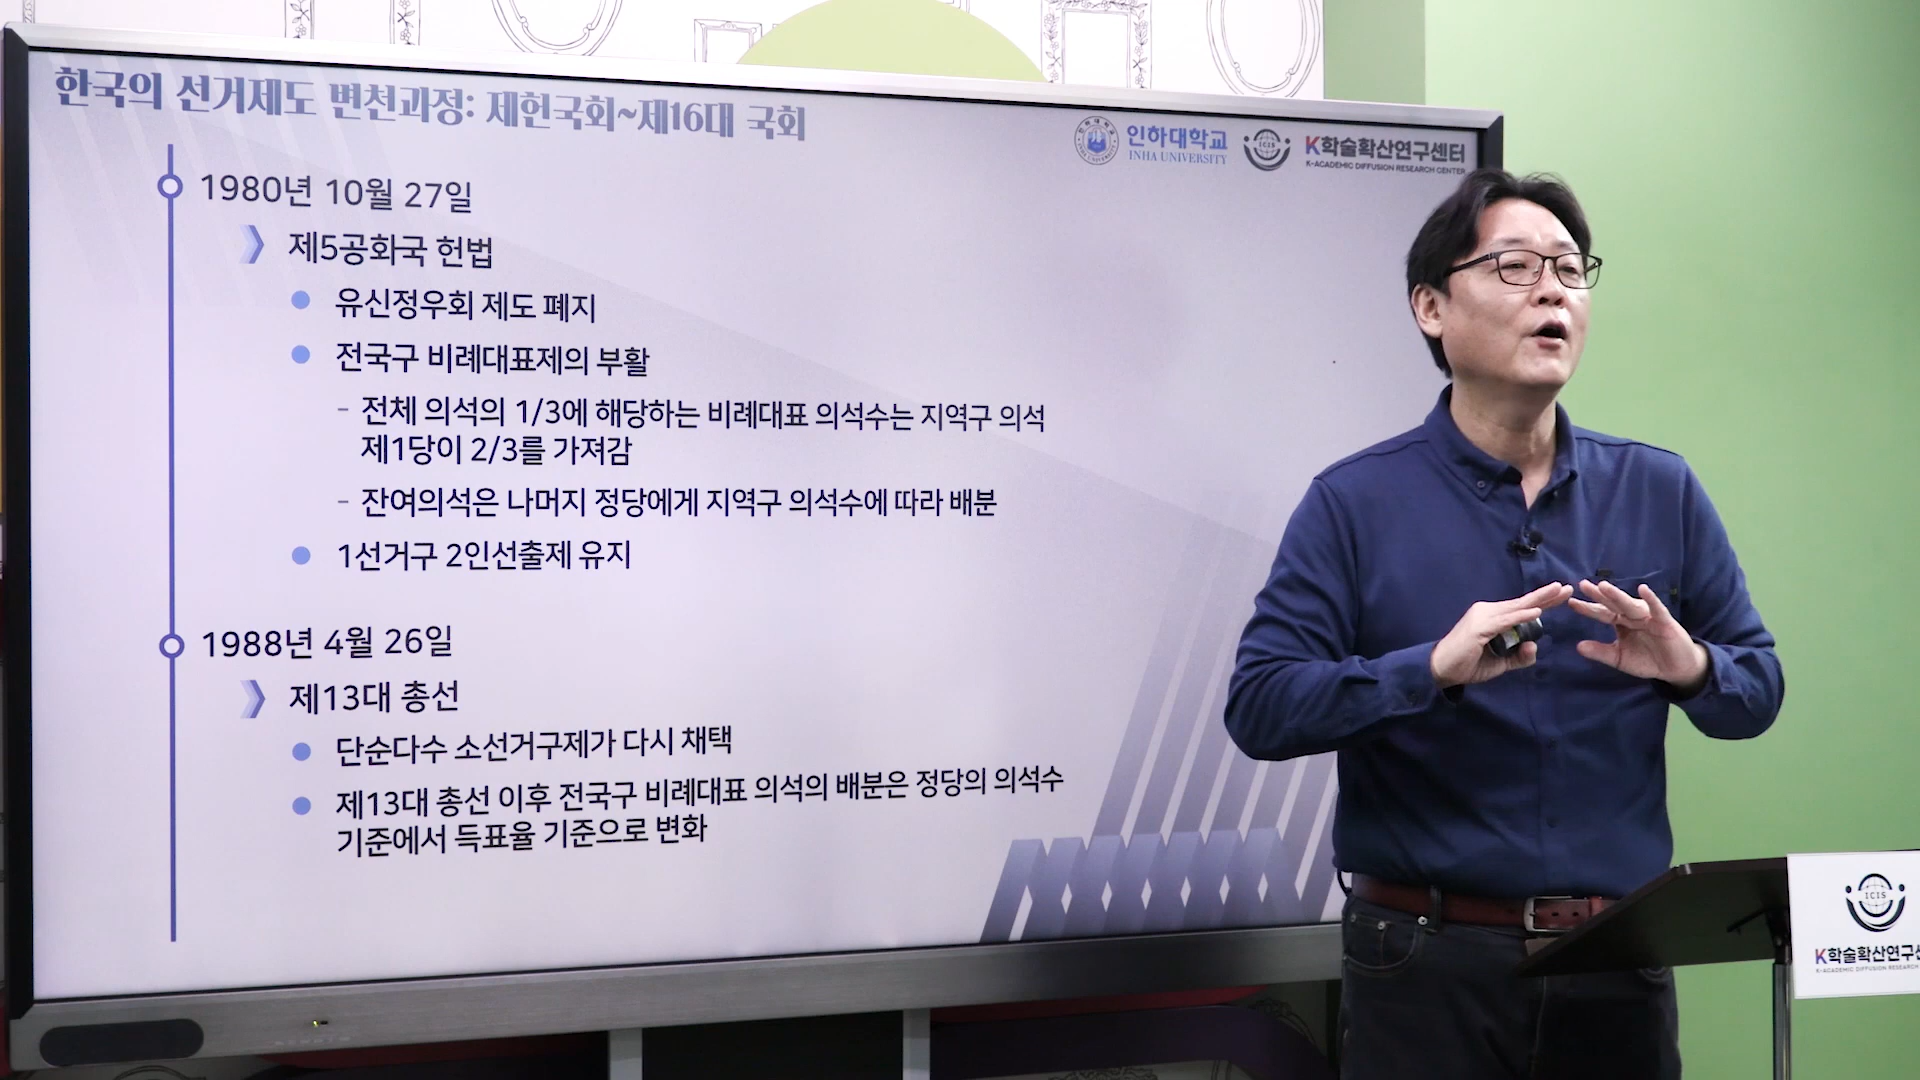 한국의 선거제도 변천과정: 제헌국회~제16대 국회
인하대학교
INHA UNIVERSITY
ICIS
K학술확산연구센터
K-ACADEMIC DIFFUSION RESEARCH CENTER
1980년 10월 27일
제5공화국 헌법
유신정우회 제도 폐지
전국구 비례대표제의 부활
- 전체 의석의 1/3에 해당하는 비례대표 의석수는 지역구 의석
제1당이 2/3를 가져감
- 잔여의석은 나머지 정당에게 지역구 의석수에 따라 배분
1선거구 2인선출제 유지
1988년 4월 26일
제13대 총선
단순다수 소선거구제가 다시 채택
제13대 총선 이후 전국구 비례대표 의석의 배분은 정당의 의석수
기준에서 득표율 기준으로 변화
ICIS
K학술확산연구센
K-ACADEMIC DIFFUSION RESEARCH